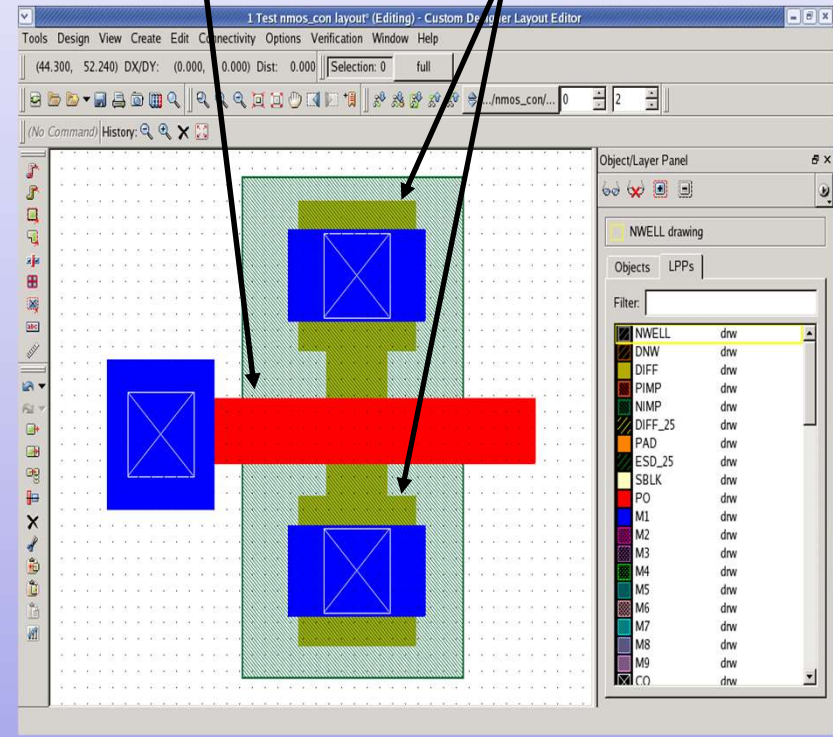 1 Test nmos_con layout* (Editing) - Custom Designer Layout Editor
Tools Design View Create Edit Connectivity Options Verification Window Help
(44.300, 52.240) DX/DY: (0.000, 0.000) Dist: 0.000 Selection: 0 full
.../nmos_con/... 0 2
(No Command) History:
Object/Layer Panel
NWELL drawing
Objects LPPs
Filter:
NWELL drw
DNW drw
DIFF drw
PIMP drw
NIMP drw
DIFF_25 drw
PAD drw
ESD_25 drw
SBLK drw
PO drw
M1 drw
M2 drw
M3 drw
M4 drw
M5 drw
M6 drw
M7 drw
M8 drw
M9 drw
CO drw
abc